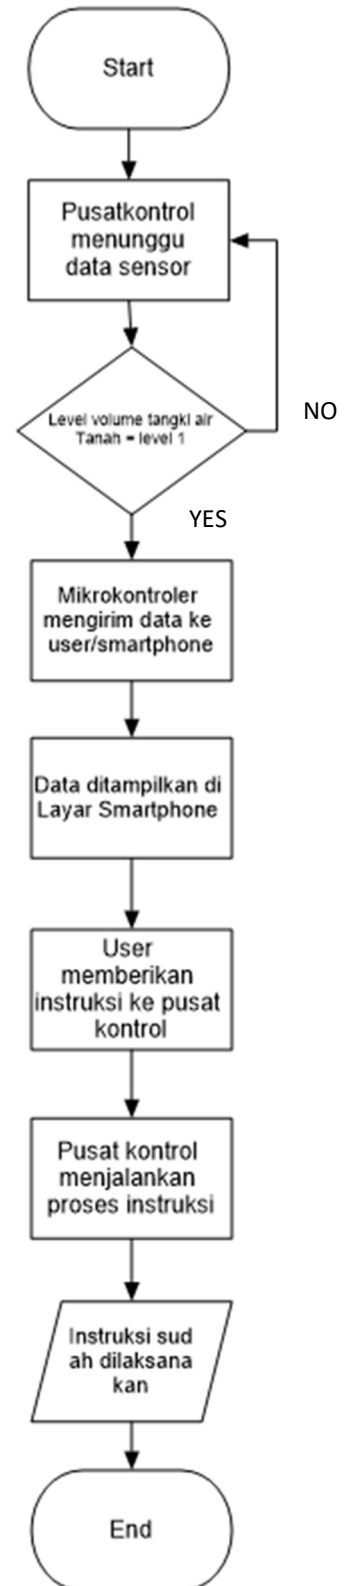 Start
Pusatkontrol
menunggu
data sensor
Level volume tangki air
Tanah = level 1
NO
YES
Mikrokontroler
mengirim data ke
user/smartphone
Data ditampilkan di
Layar Smartphone
User
memberikan
instruksi ke pusat
kontrol
Pusat kontrol
menjalankan
proses instruksi
Instruksi sud
ah dilaksana
kan
End